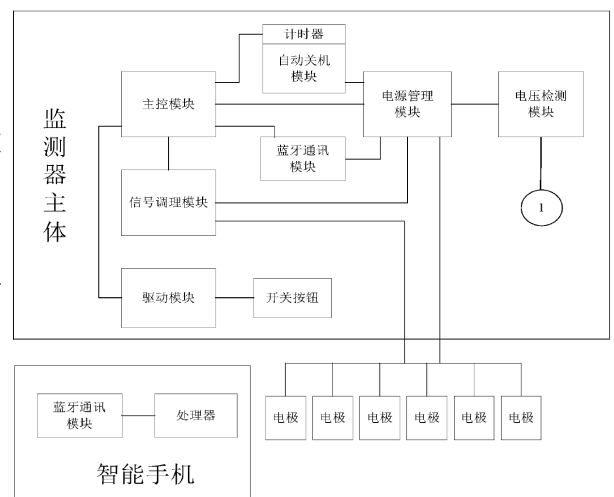 计时器
自动关机
模块
主控模块
电源管理
模块
电压检测
模块
监测器主体
蓝牙通讯
模块
信号调理模块
1
驱动模块
开关按钮
蓝牙通讯
模块
处理器
智能手机
电极
电极
电极
电极
电极
电极